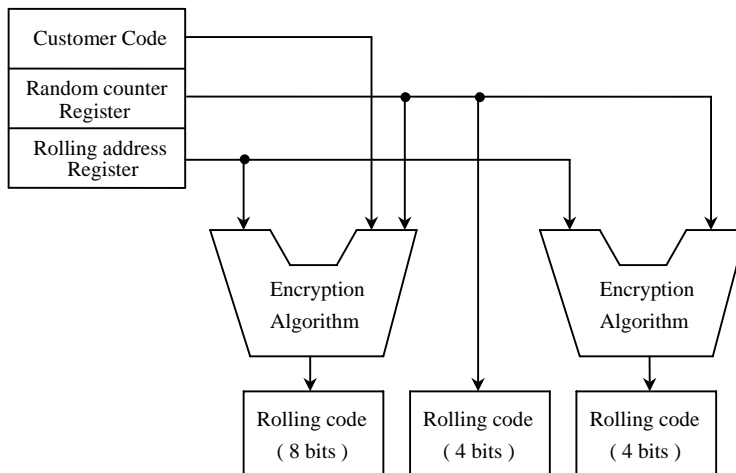 Customer Code
Random counter
Register
Rolling address
Register
Encryption
Algorithm
Encryption
Algorithm
Rolling code
( 8 bits )
Rolling code
( 4 bits )
Rolling code
( 4 bits )